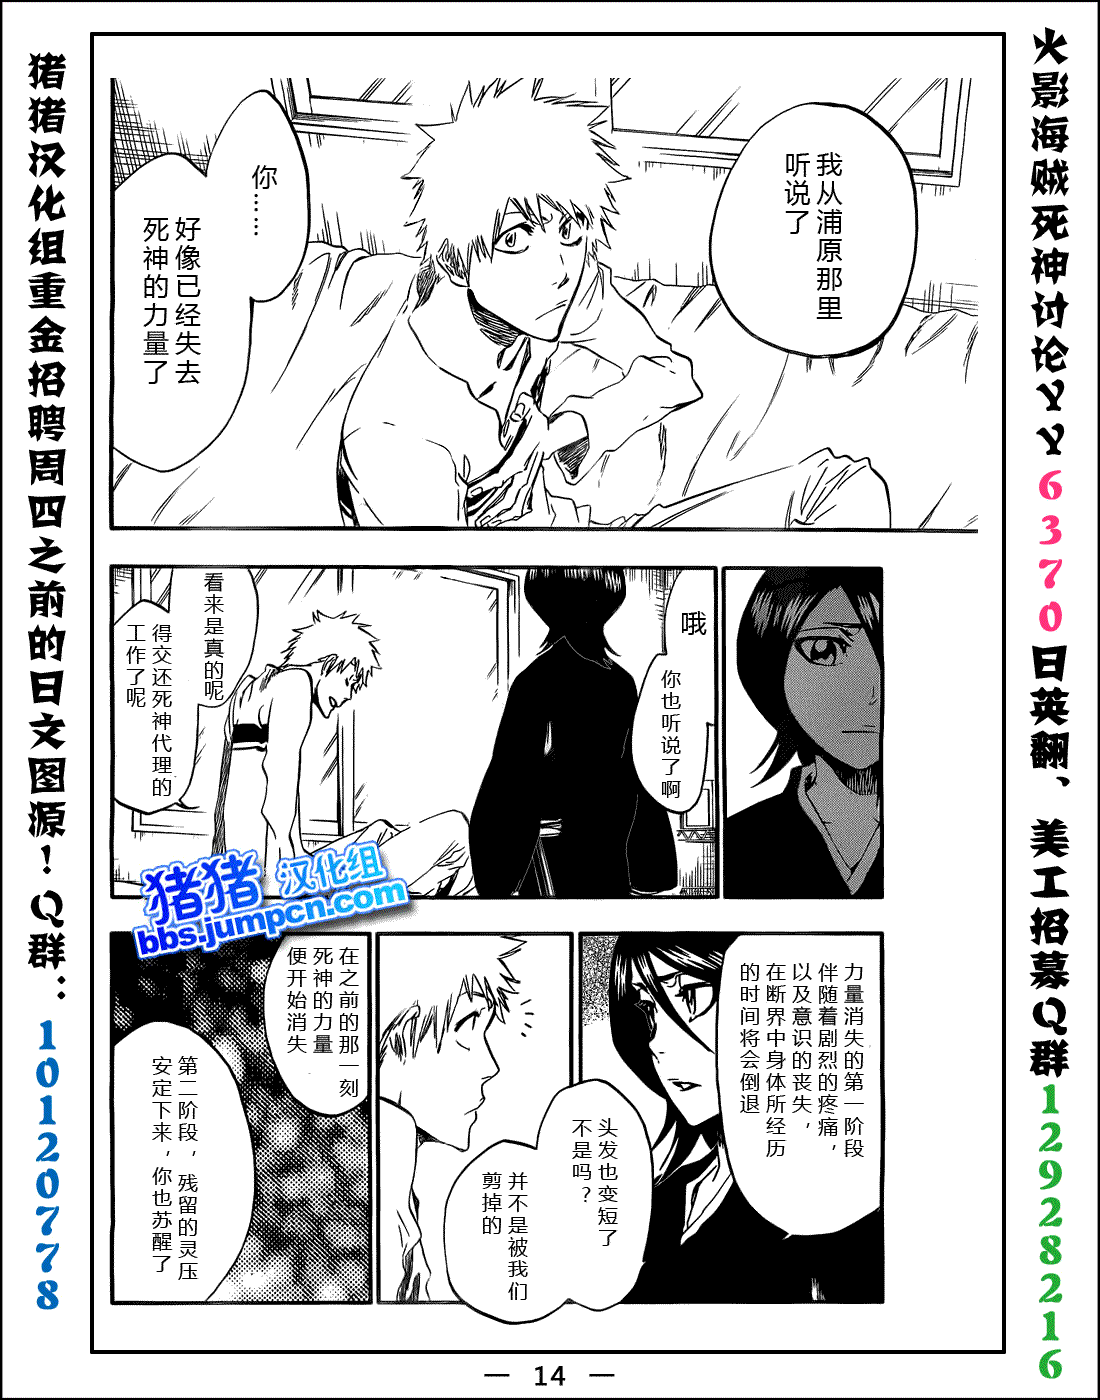 火影海贼死神讨论YY6370日英翻、美工招募Q群12928216
我从浦原那里
听说了
你……
好像已经失去
死神的力量了
哦
你也听说了啊
看来是真的呢
得交还死神代理的
工作了呢
力量消失的第一阶段
伴随着剧烈的疼痛，
以及意识的丧失，
在断界中身体所经历
的时间将会倒退
头发也变短了
不是吗？
并不是被我们
剪掉的
在之前的那一刻
死神的力量
便开始消失
第二阶段，残留的灵压
安定下来，你也苏醒了
猪猪汉化组
bbs.jumpcn.com
猪猪汉化组重金招聘周四之前的日文图源！Q群：10120778
— 14 —